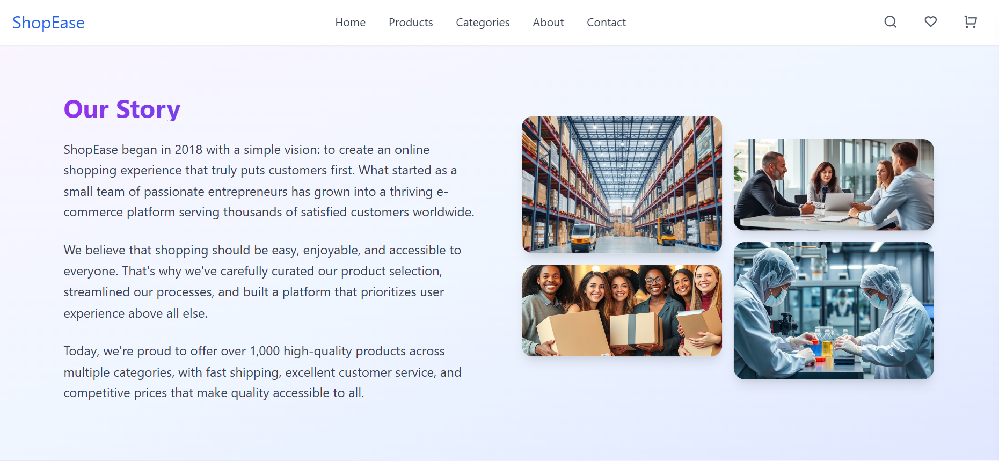 ShopEase
Home
Products
Categories
About
Contact
Our Story
ShopEase began in 2018 with a simple vision: to create an online
shopping experience that truly puts customers first. What started as a
small team of passionate entrepreneurs has grown into a thriving e-
commerce platform serving thousands of satisfied customers worldwide.
We believe that shopping should be easy, enjoyable, and accessible to
everyone. That's why we've carefully curated our product selection,
streamlined our processes, and built a platform that prioritizes user
experience above all else.
Today, we're proud to offer over 1,000 high-quality products across
multiple categories, with fast shipping, excellent customer service, and
competitive prices that make quality accessible to all.